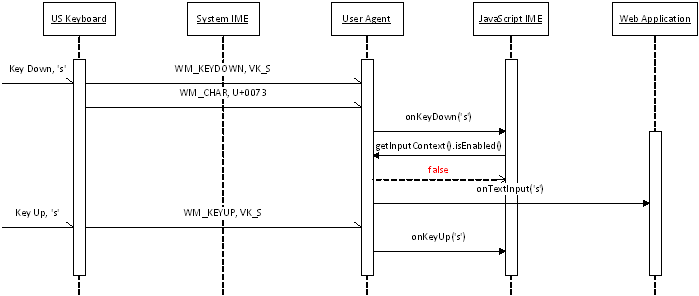 US Keyboard
System IME
User Agent
JavaScript IME
Web Application
Key Down, 's'
WM_KEYDOWN, VK_S
WM_CHAR, U+0073
onKeyDown('s')
getInputContext().isEnabled()
false
onTextInput('s')
Key Up, 's'
WM_KEYUP, VK_S
onKeyUp('s')